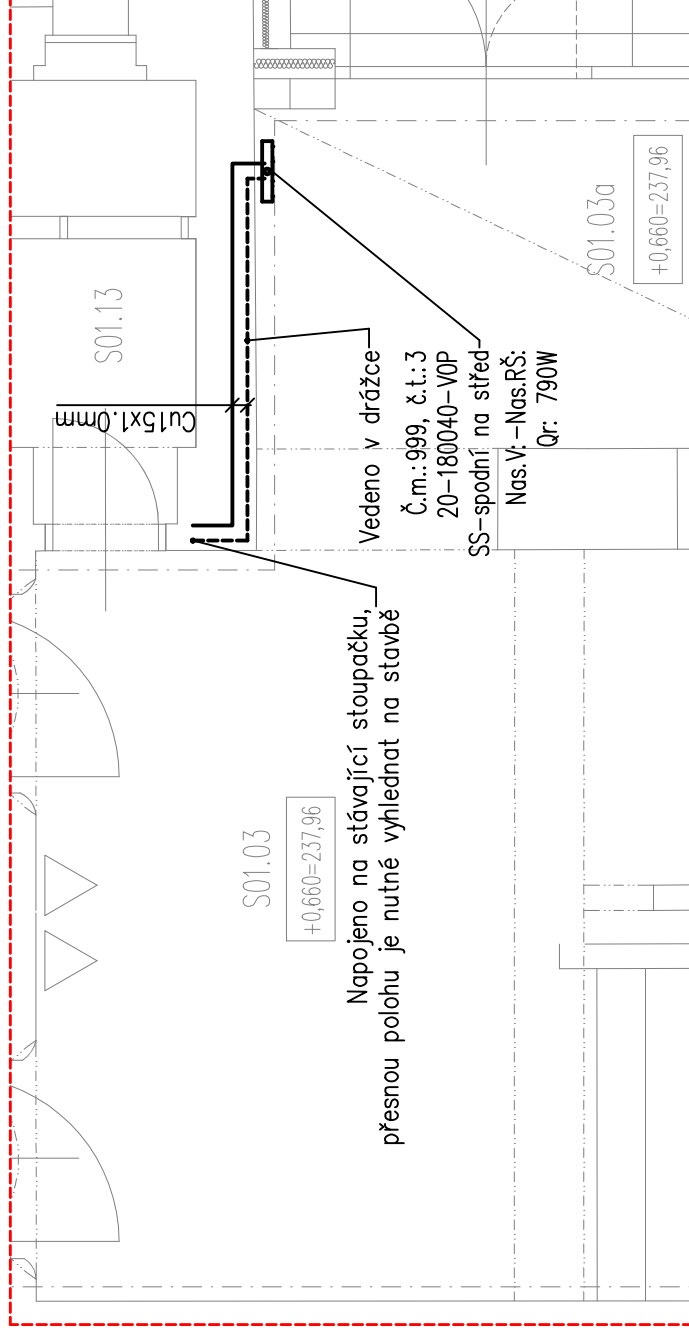 S01.13
Cu15x1.0mm
S01.03a
+0,660=237,96
Vedeno v drážce
Č.m.:999, č.t.:3
20-180040-V0P
SS-spodní na střed
Nas.V:-Nas.RŠ:
Qr: 790W
S01.03
+0,660=237,96
Napojeno na stávající stoupačku,
přesnou polohu je nutné vyhlednat na stavbě